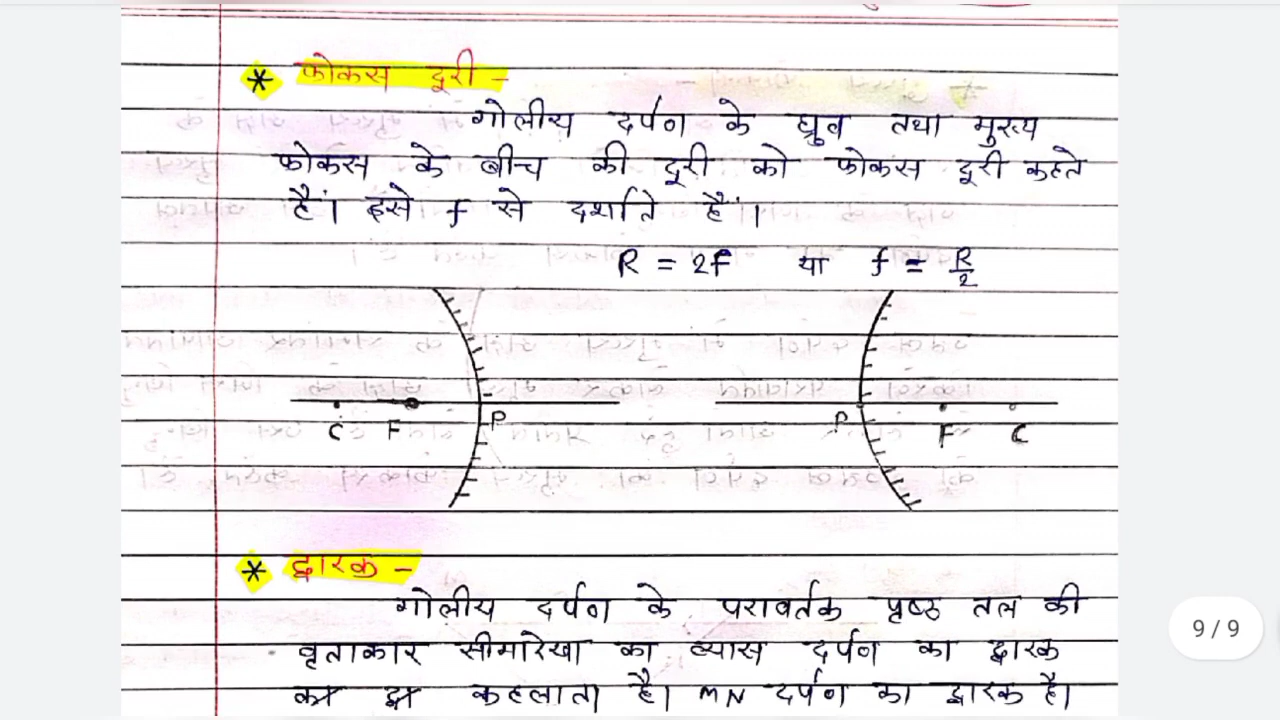 * फोकस दूरी -
गोलीय दर्पण के ध्रुव तथा मुख्य
फोकस के बीच की दूरी को फोकस दूरी कहते
हैं। इसे f से दर्शाते हैं।
R = 2f या f = R/2
C F P P F C
* द्वारक -
गोलीय दर्पण के परावर्तक पृष्ठ तल की
वृताकार सीमारेखा का व्यास दर्पण का द्वारक
कहलाता है। MN दर्पण का द्वारक है।
9 / 9